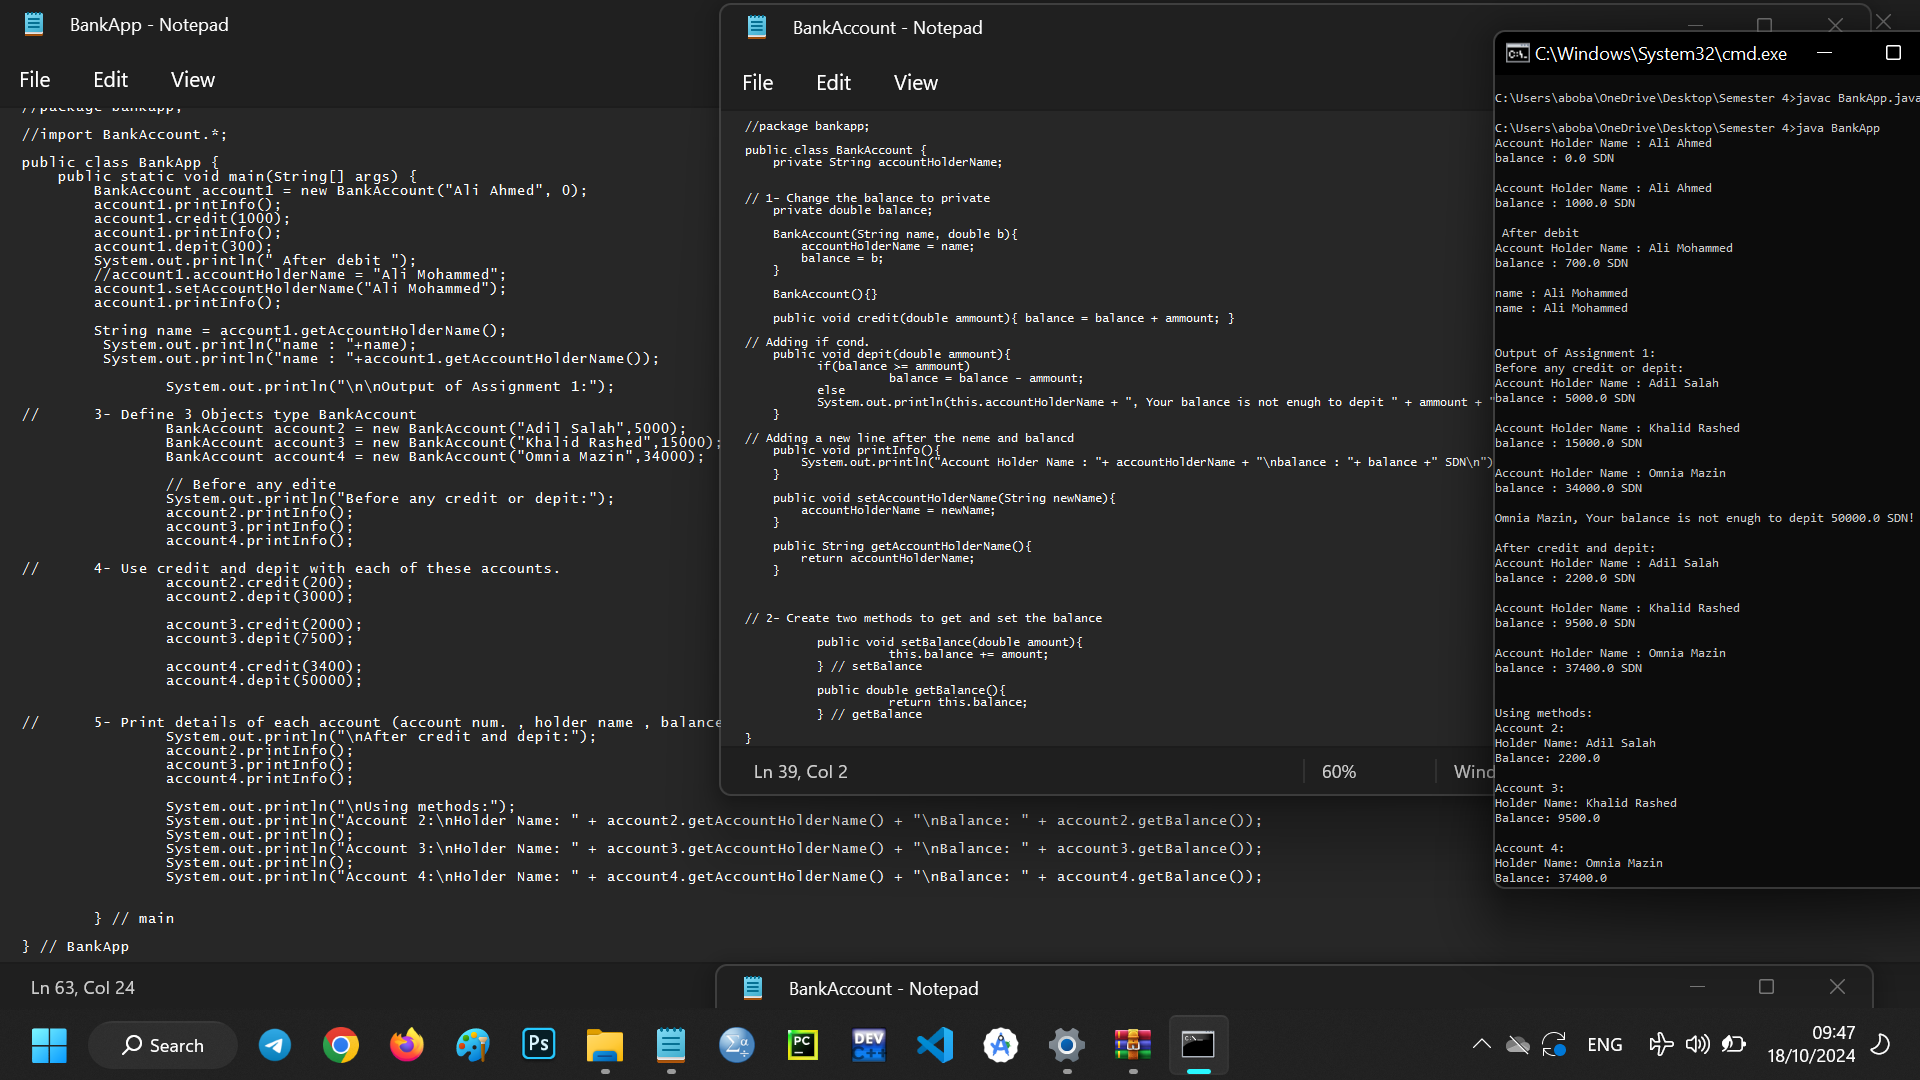 BankApp - Notepad
File Edit View
//package bankapp;
//import BankAccount.*;
public class BankApp {
public static void main(String[] args) {
BankAccount account1 = new BankAccount("Ali Ahmed", 0);
account1.printInfo();
account1.credit(1000);
account1.printInfo();
account1.depit(300);
System.out.println(" After debit ");
//account1.accountHolderName = "Ali Mohammed";
account1.setAccountHolderName("Ali Mohammed");
account1.printInfo();
String name = account1.getAccountHolderName();
System.out.println("name : "+name);
System.out.println("name : "+account1.getAccountHolderName());
System.out.println("\n\nOutput of Assignment 1:");
// 3- Define 3 Objects type BankAccount
BankAccount account2 = new BankAccount("Adil Salah",5000);
BankAccount account3 = new BankAccount("Khalid Rashed",15000);
BankAccount account4 = new BankAccount("Omnia Mazin",34000);
// Before any edite
System.out.println("Before any credit or depit:");
account2.printInfo();
account3.printInfo();
account4.printInfo();
// 4- Use credit and depit with each of these accounts.
account2.credit(200);
account2.depit(3000);
account3.credit(2000);
account3.depit(7500);
account4.credit(3400);
account4.depit(50000);
// 5- Print details of each account (account num. , holder name , balance
System.out.println("\nAfter credit and depit:");
account2.printInfo();
account3.printInfo();
account4.printInfo();
System.out.println("\nUsing methods:");
System.out.println("Account 2:\nHolder Name: " + account2.getAccountHolderName() + "\nBalance: " + account2.getBalance());
System.out.println();
System.out.println("Account 3:\nHolder Name: " + account3.getAccountHolderName() + "\nBalance: " + account3.getBalance());
System.out.println();
System.out.println("Account 4:\nHolder Name: " + account4.getAccountHolderName() + "\nBalance: " + account4.getBalance());
} // main
} // BankApp
Ln 63, Col 24
BankAccount - Notepad
File Edit View
//package bankapp;
public class BankAccount {
private String accountHolderName;
// 1- Change the balance to private
private double balance;
BankAccount(String name, double b){
accountHolderName = name;
balance = b;
}
BankAccount(){}
public void credit(double ammount){ balance = balance + ammount; }
// Adding if cond.
public void depit(double ammount){
if(balance >= ammount)
balance = balance - ammount;
else
System.out.println(this.accountHolderName + ", Your balance is not enugh to depit " + ammount + "
}
// Adding a new line after the neme and balancd
public void printInfo(){
System.out.println("Account Holder Name : "+ accountHolderName + "\nbalance : "+ balance +" SDN\n")
}
public void setAccountHolderName(String newName){
accountHolderName = newName;
}
public String getAccountHolderName(){
return accountHolderName;
}
// 2- Create two methods to get and set the balance
public void setBalance(double amount){
this.balance += amount;
} // setBalance
public double getBalance(){
return this.balance;
} // getBalance
}
Ln 39, Col 2 60% Wind
C:\Windows\System32\cmd.exe
C:\Users\aboba\OneDrive\Desktop\Semester 4>javac BankApp.java
C:\Users\aboba\OneDrive\Desktop\Semester 4>java BankApp
Account Holder Name : Ali Ahmed
balance : 0.0 SDN
Account Holder Name : Ali Ahmed
balance : 1000.0 SDN
After debit
Account Holder Name : Ali Mohammed
balance : 700.0 SDN
name : Ali Mohammed
name : Ali Mohammed
Output of Assignment 1:
Before any credit or depit:
Account Holder Name : Adil Salah
balance : 5000.0 SDN
Account Holder Name : Khalid Rashed
balance : 15000.0 SDN
Account Holder Name : Omnia Mazin
balance : 34000.0 SDN
Omnia Mazin, Your balance is not enugh to depit 50000.0 SDN!
After credit and depit:
Account Holder Name : Adil Salah
balance : 2200.0 SDN
Account Holder Name : Khalid Rashed
balance : 9500.0 SDN
Account Holder Name : Omnia Mazin
balance : 37400.0 SDN
Using methods:
Account 2:
Holder Name: Adil Salah
Balance: 2200.0
Account 3:
Holder Name: Khalid Rashed
Balance: 9500.0
Account 4:
Holder Name: Omnia Mazin
Balance: 37400.0
BankAccount - Notepad
Search
Ps
PC
DEV C++
ENG
09:47
18/10/2024